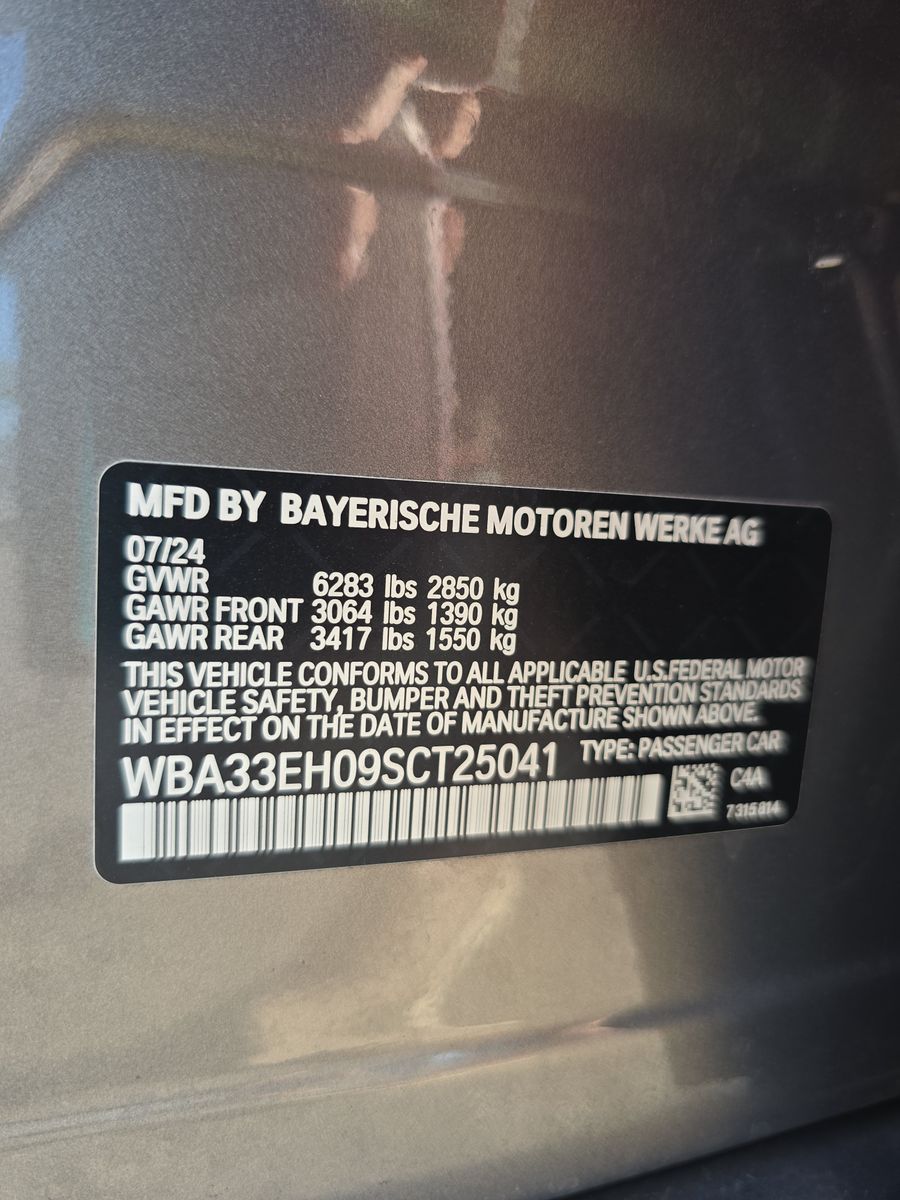 MFD BY BAYERISCHE MOTOREN WERKE AG
07/24
GVWR 6283 lbs 2850 kg
GAWR FRONT 3064 lbs 1390 kg
GAWR REAR 3417 lbs 1550 kg
THIS VEHICLE CONFORMS TO ALL APPLICABLE U.S.FEDERAL MOTOR
VEHICLE SAFETY, BUMPER AND THEFT PREVENTION STANDARDS
IN EFFECT ON THE DATE OF MANUFACTURE SHOWN ABOVE.
WBA33EH09SCT25041 TYPE: PASSENGER CAR
C4A
7315814